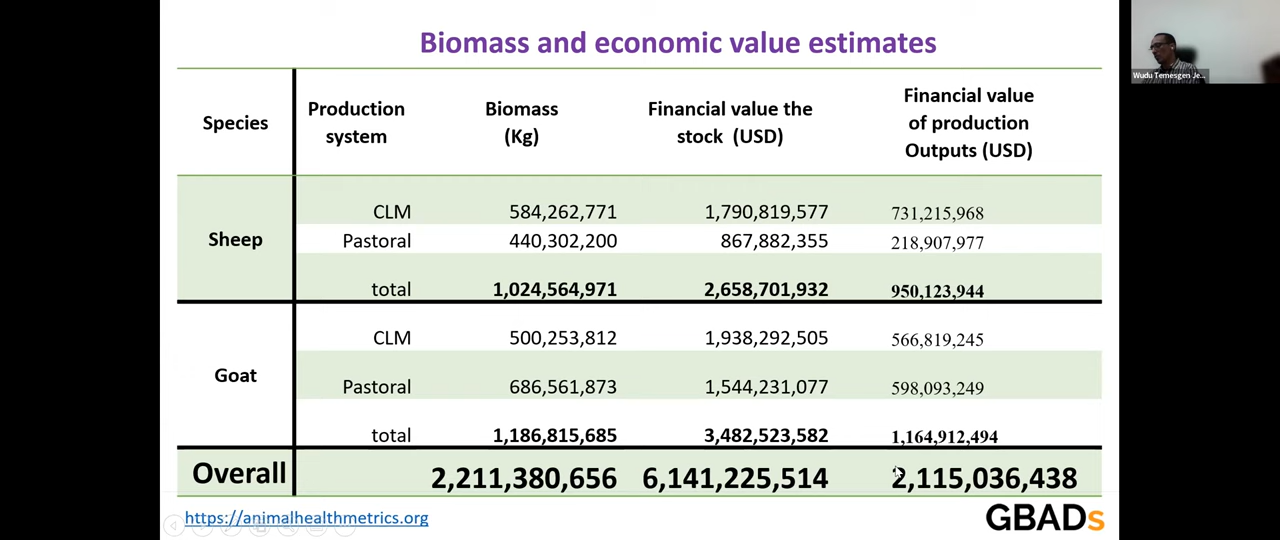 Biomass and economic value estimates
Wudu Temesgen Je...
Species
Production
system
Biomass
(Kg)
Financial value the
stock (USD)
Financial value
of production
Outputs (USD)
Sheep
CLM 584,262,771 1,790,819,577 731,215,968
Pastoral 440,302,200 867,882,355 218,907,977
total 1,024,564,971 2,658,701,932 950,123,944
Goat
CLM 500,253,812 1,938,292,505 566,819,245
Pastoral 686,561,873 1,544,231,077 598,093,249
total 1,186,815,685 3,482,523,582 1,164,912,494
Overall 2,211,380,656 6,141,225,514 2,115,036,438
https://animalhealthmetrics.org
GBADs